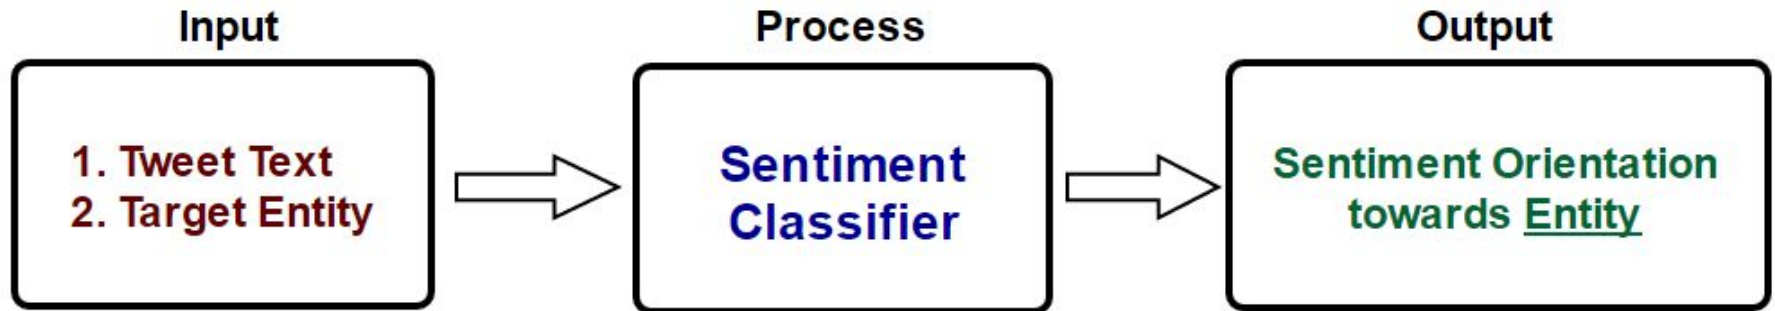 Input
1. Tweet Text
2. Target Entity
Process
Sentiment
Classifier
Output
Sentiment Orientation
towards Entity